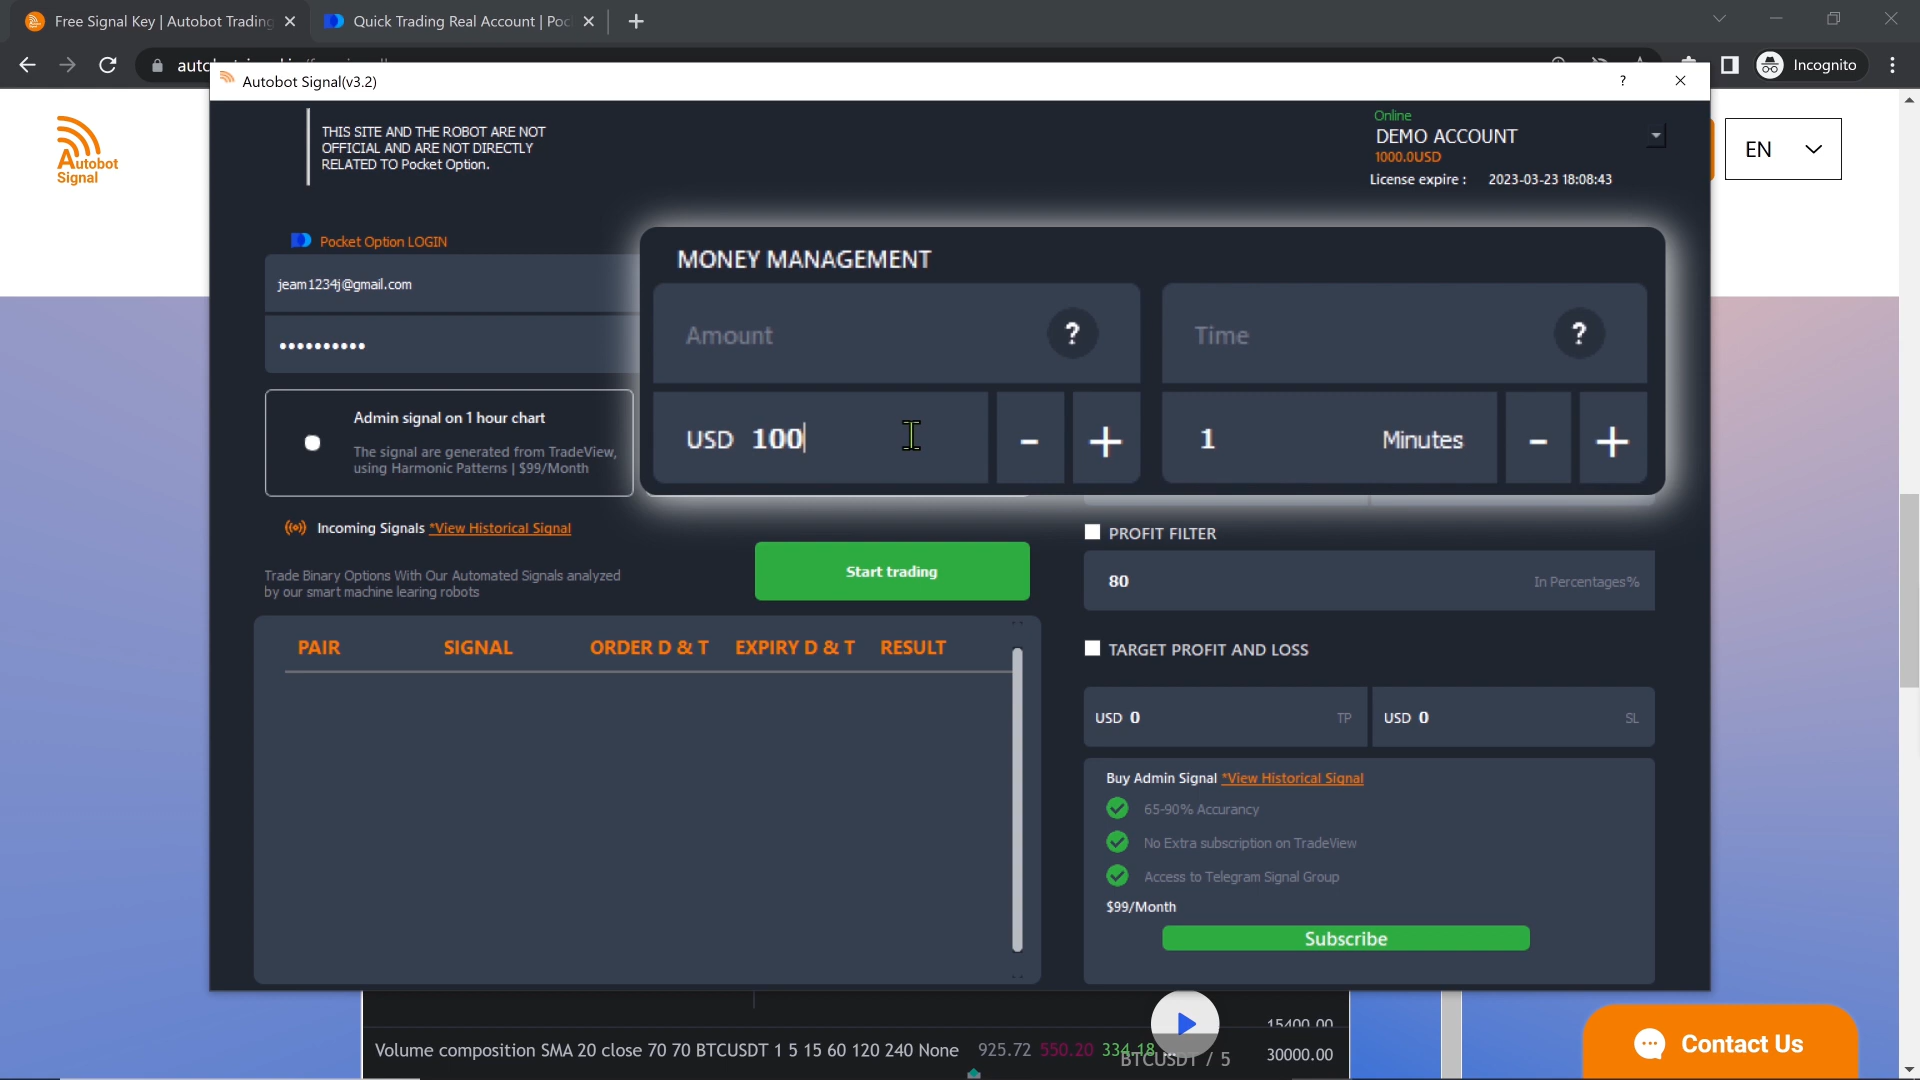 Free Signal Key | Autobot Trading
Quick Trading Real Account | Poc
Incognito
Autobot Signal(v3.2)
?
Autobot
Signal
THIS SITE AND THE ROBOT ARE NOT
OFFICIAL AND ARE NOT DIRECTLY
RELATED TO Pocket Option.
Online
DEMO ACCOUNT
1000.0USD
License expire : 2023-03-23 18:08:43
EN
Pocket Option LOGIN
jeam1234j@gmail.com
••••••••••
MONEY MANAGEMENT
Amount ?
Time ?
USD 100 - +
1 Minutes - +
Admin signal on 1 hour chart
The signal are generated from TradeView,
using Harmonic Patterns | $99/Month
Incoming Signals *View Historical Signal
Trade Binary Options With Our Automated Signals analyzed
by our smart machine learing robots
Start trading
PROFIT FILTER
80 In Percentages%
PAIR SIGNAL ORDER D & T EXPIRY D & T RESULT
TARGET PROFIT AND LOSS
USD 0 TP
USD 0 SL
Buy Admin Signal *View Historical Signal
65-90% Accurancy
No Extra subscription on TradeView
Access to Telegram Signal Group
$99/Month
Subscribe
15400.00
Volume composition SMA 20 close 70 70 BTCUSDT 1 5 15 60 120 240 None 925.72 550.20 334.18
BTCUSDT / 5
30000.00
Contact Us